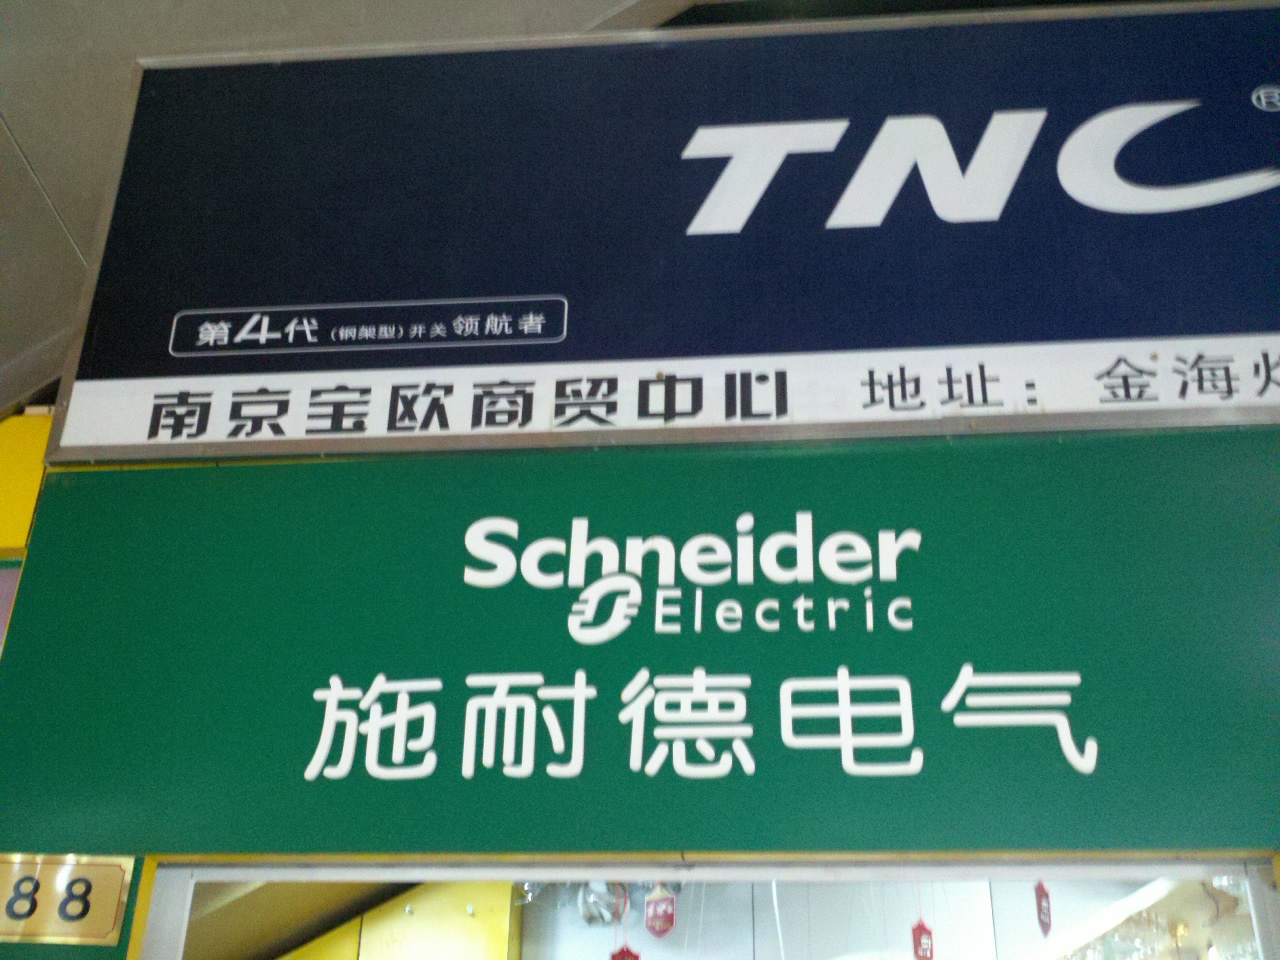 TNC®
第4代（钢架型）开关领航者
南京宝欧商贸中心 地址：金海
Schneider
Electric
施耐德电气
88